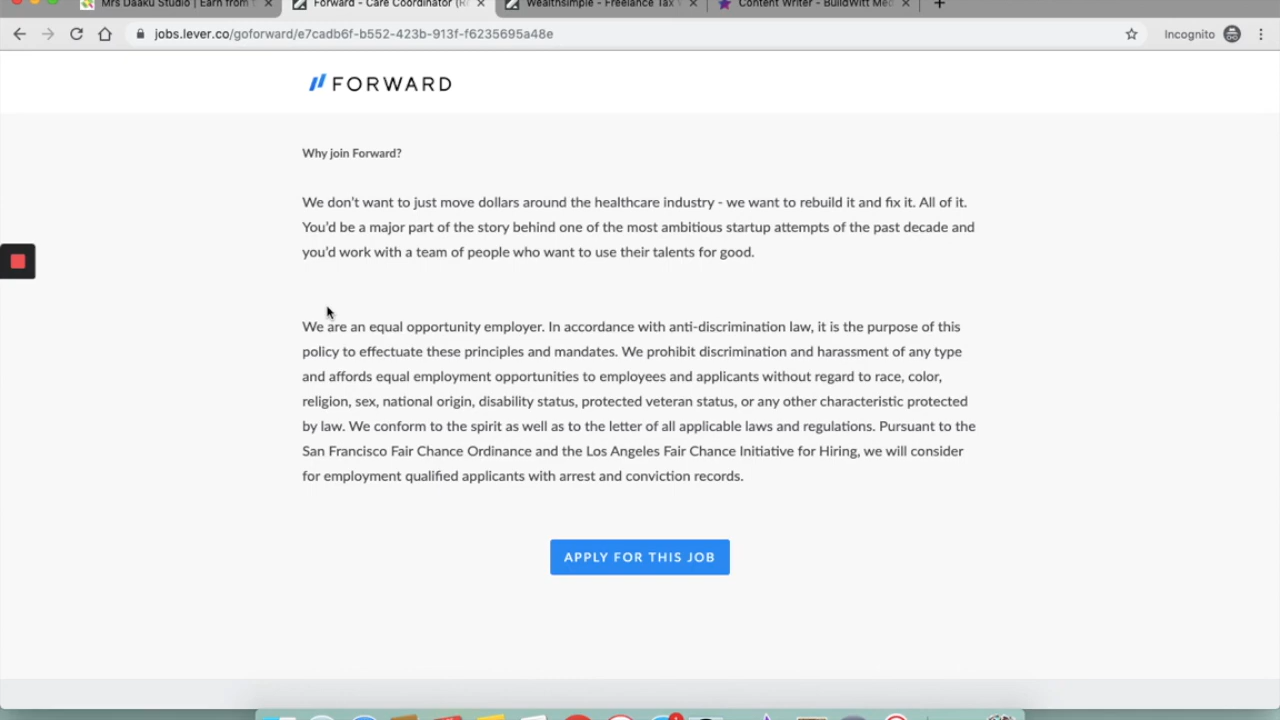 Mrs Daaku Studio | Earn from
Forward - Care Coordinator (R
Wealthsimple - Freelance Tax
Content Writer - BuildWitt Med
jobs.lever.co/goforward/e7cadb6f-b552-423b-913f-f6235695a48e
Incognito
FORWARD
Why join Forward?
We don't want to just move dollars around the healthcare industry - we want to rebuild it and fix it. All of it.
You'd be a major part of the story behind one of the most ambitious startup attempts of the past decade and
you'd work with a team of people who want to use their talents for good.
We are an equal opportunity employer. In accordance with anti-discrimination law, it is the purpose of this
policy to effectuate these principles and mandates. We prohibit discrimination and harassment of any type
and affords equal employment opportunities to employees and applicants without regard to race, color,
religion, sex, national origin, disability status, protected veteran status, or any other characteristic protected
by law. We conform to the spirit as well as to the letter of all applicable laws and regulations. Pursuant to the
San Francisco Fair Chance Ordinance and the Los Angeles Fair Chance Initiative for Hiring, we will consider
for employment qualified applicants with arrest and conviction records.
APPLY FOR THIS JOB